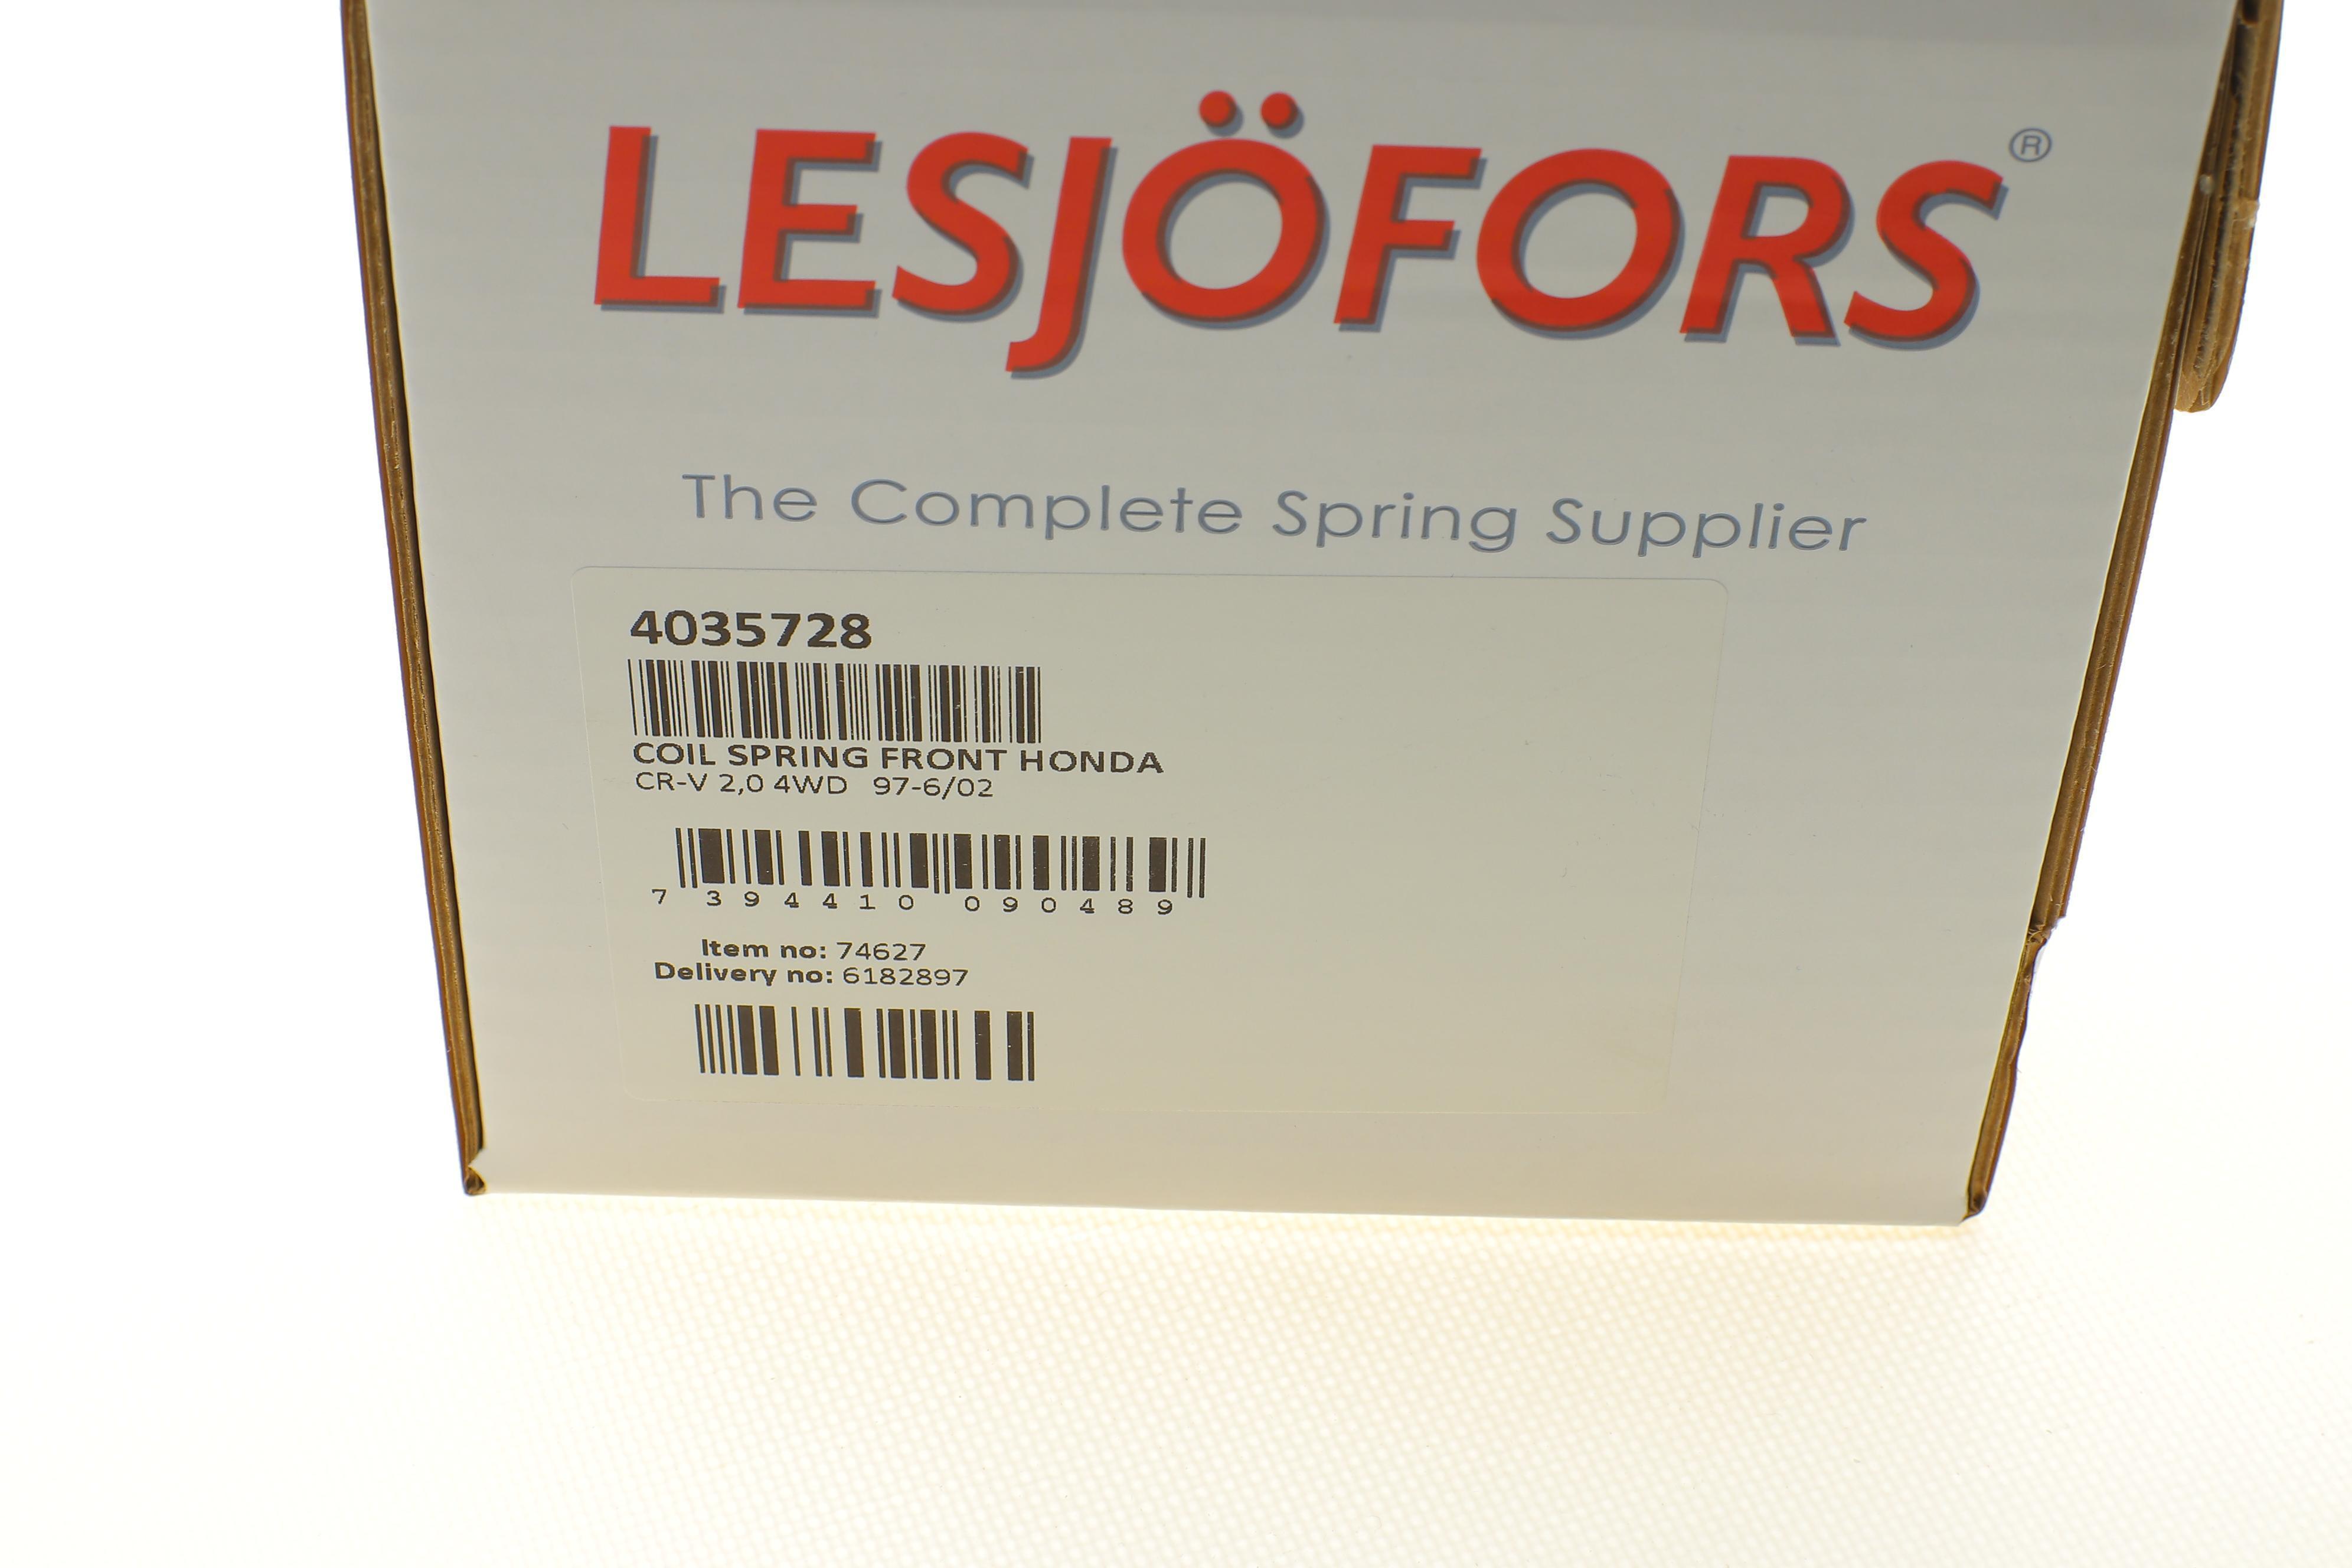 LESJÖFORS®
The Complete Spring Supplier
4035728
COIL SPRING FRONT HONDA
CR-V 2,0 4WD 97-6/02
7 394410 090489
Item no: 74627
Delivery no: 6182897